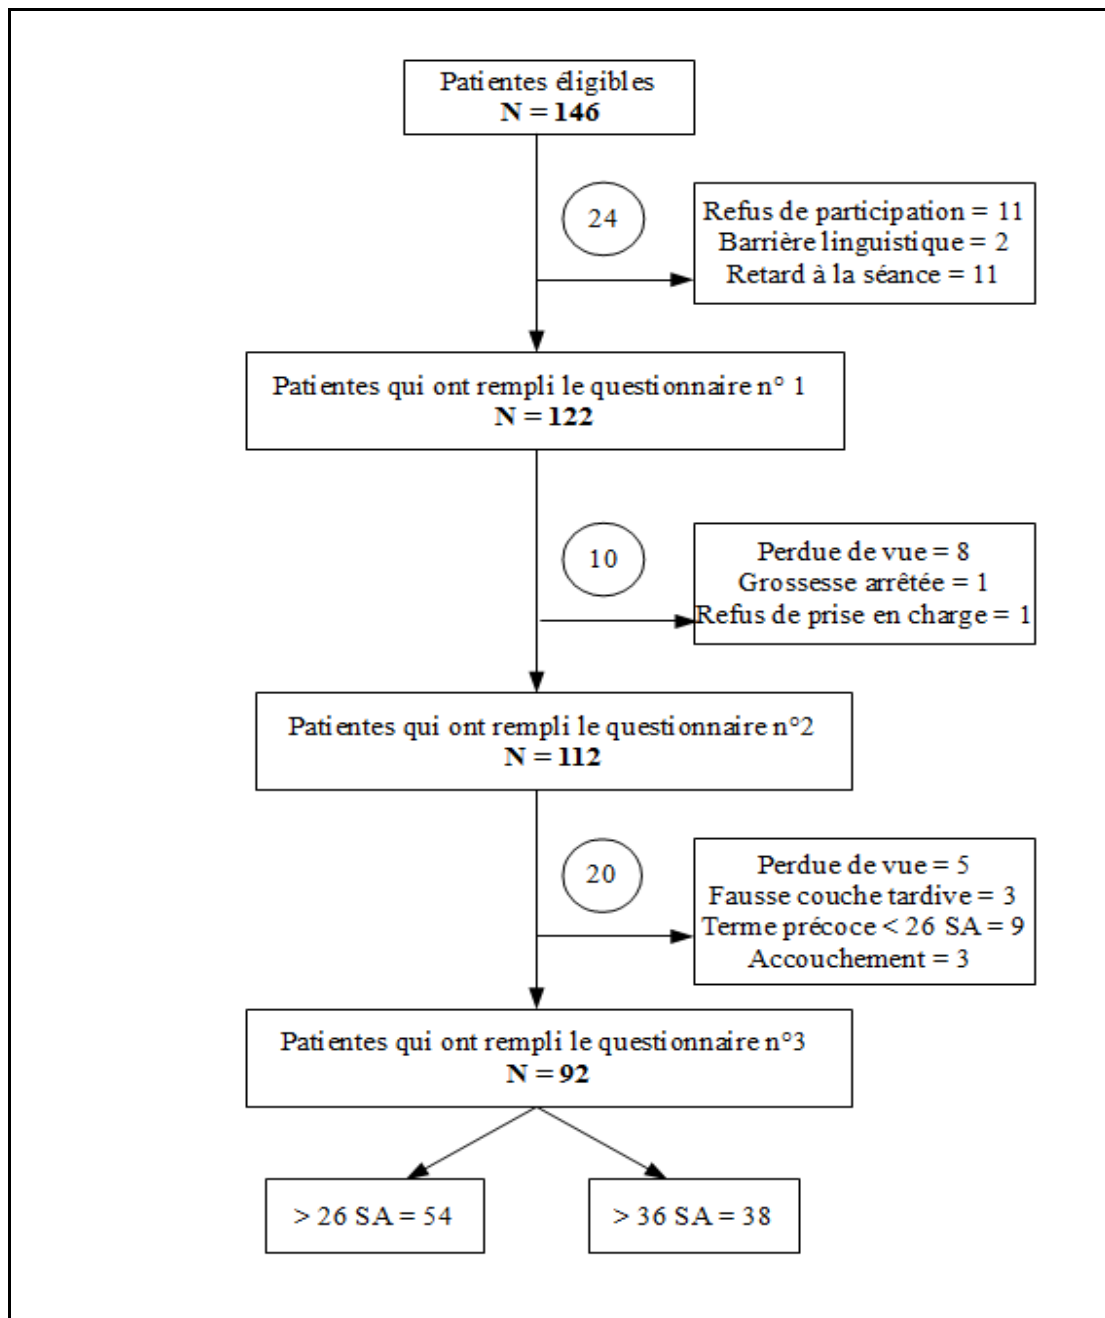 Patientes éligibles
N = 146
24
Refus de participation = 11
Barrière linguistique = 2
Retard à la séance = 11
Patientes qui ont rempli le questionnaire n° 1
N = 122
10
Perdue de vue = 8
Grossesse arrêtée = 1
Refus de prise en charge = 1
Patientes qui ont rempli le questionnaire n°2
N = 112
20
Perdue de vue = 5
Fausse couche tardive = 3
Terme précoce < 26 SA = 9
Accouchement = 3
Patientes qui ont rempli le questionnaire n°3
N = 92
> 26 SA = 54
> 36 SA = 38